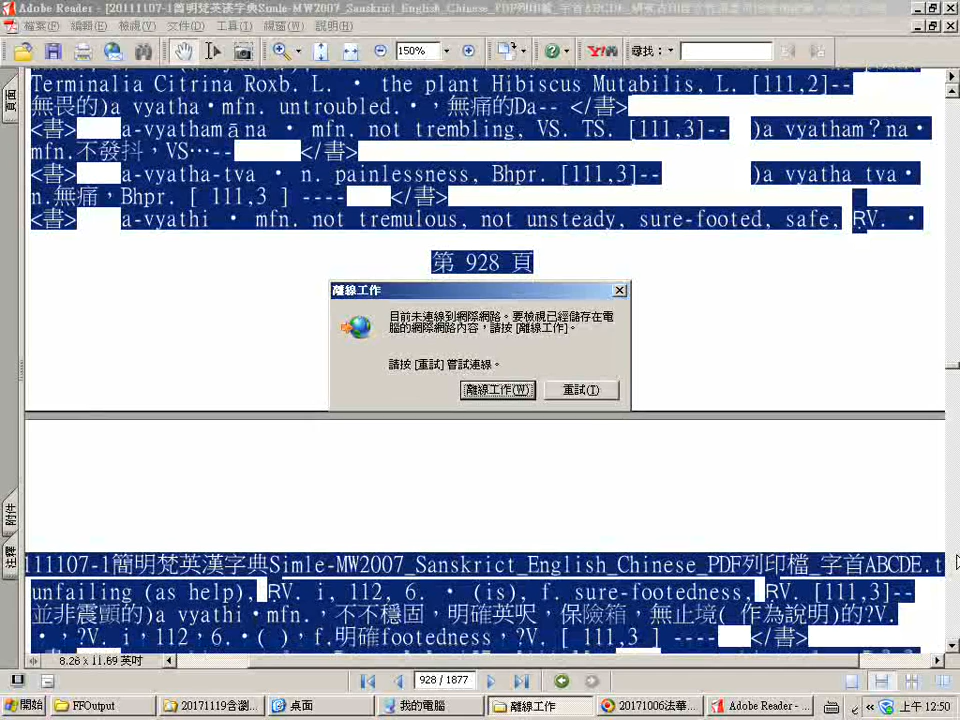 Adobe Reader - [20111107-1簡明梵英漢字典Simle-MW2007_Sanskrict_English_Chinese_PDF列印檔_字首ABCDE.
檔案(F) 編輯(E) 檢視(V) 文件(D) 工具(T) 視窗(W) 說明(H)
150% 尋找：
頁面
Terminalia Citrina Roxb. L. • the plant Hibiscus Mutabilis, L. [111,2]--
無畏的)a vyatha•mfn. untroubled.•，無痛的Da-- </書>
<書> a-vyathamāna • mfn. not trembling, VS. TS. [111,3]-- )a vyatham？na•
mfn.不發抖，VS…-- </書>
<書> a-vyatha-tva • n. painlessness, Bhpr. [111,3]-- )a vyatha tva•
n.無痛，Bhpr. [ 111,3 ] ---- </書>
<書> a-vyathi • mfn. not tremulous, not unsteady, sure-footed, safe, ṚV. •
第 928 頁
離線工作
目前未連線到網際網路。要檢視已經儲存在電
腦的網際網路內容，請按 [離線工作]。
請按 [重試] 嘗試連線。
離線工作(W) 重試(T)
附件
注釋
111107-1簡明梵英漢字典Simle-MW2007_Sanskrict_English_Chinese_PDF列印檔_字首ABCDE.t
unfailing (as help), ṚV. i, 112, 6. • (is), f. sure-footedness, ṚV. [111,3]--
並非震顫的)a vyathi•mfn.，不不穩固，明確英呎，保險箱，無止境( 作為說明)的?V.
•，?V. i，112，6.•( )，f.明確footedness，?V. [ 111,3 ] ---- </書>
8.26 x 11.69 英吋
928 / 1877
開始 FFOutput 20171119含瀏... 桌面 我的電腦 離線工作 20171006法華... Adobe Reader - ... 上午 12:50